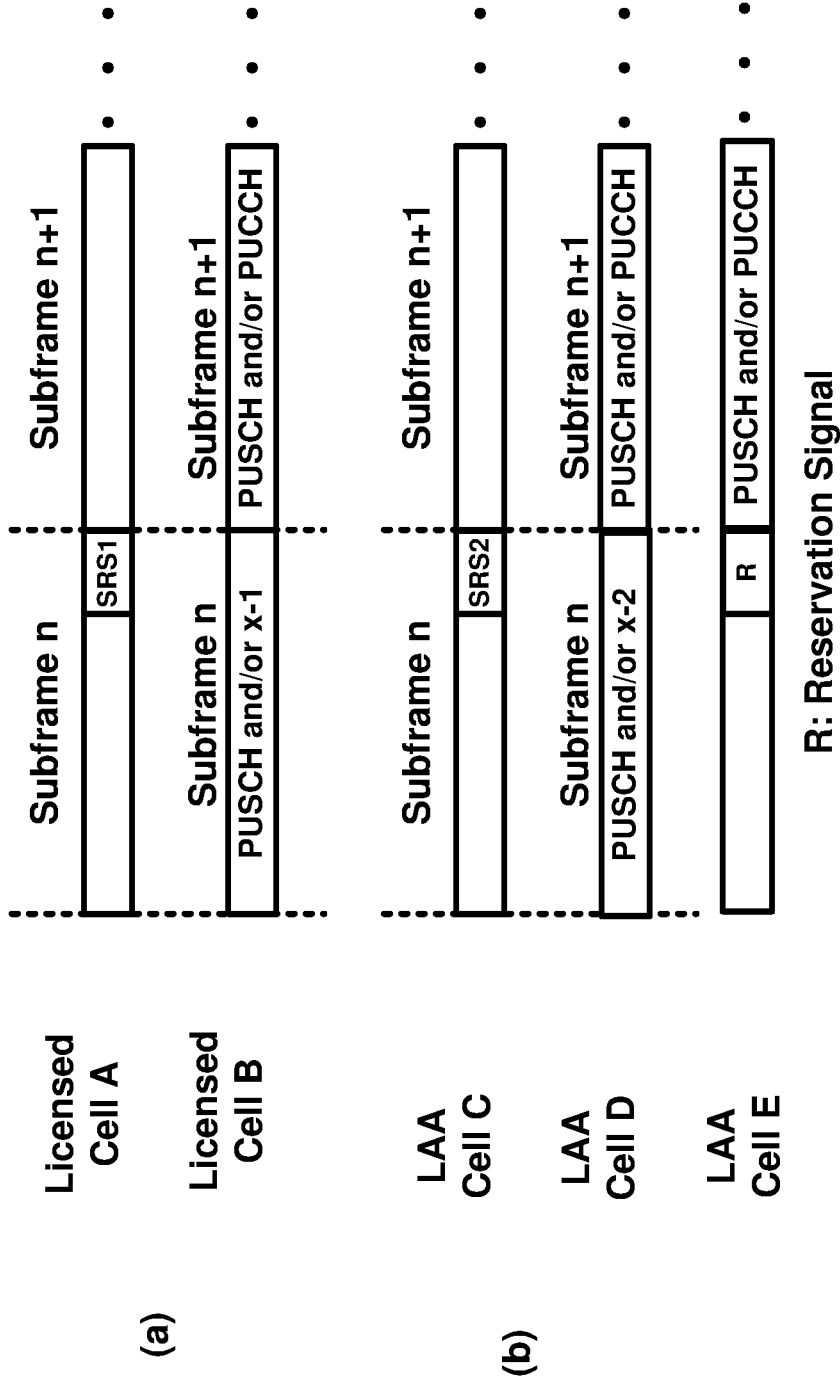 (a)
Subframe n
Subframe n+1
Licensed
Cell A
SRS1
Subframe n
Subframe n+1
Licensed
Cell B
PUSCH and/or x-1
PUSCH and/or PUCCH
(b)
Subframe n
Subframe n+1
LAA
Cell C
SRS2
Subframe n
Subframe n+1
LAA
Cell D
PUSCH and/or x-2
PUSCH and/or PUCCH
LAA
Cell E
R
PUSCH and/or PUCCH
R: Reservation Signal